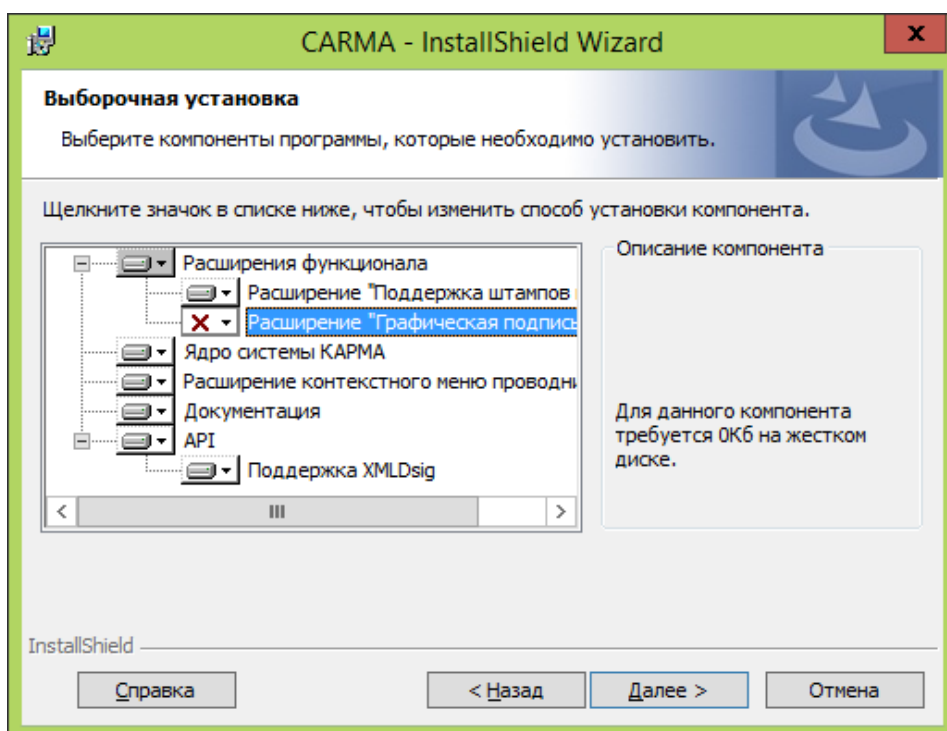 CARMA - InstallShield Wizard
Выборочная установка
Выберите компоненты программы, которые необходимо установить.
Щелкните значок в списке ниже, чтобы изменить способ установки компонента.
Расширения функционала
Расширение "Поддержка штампов
Расширение "Графическая подпись
Ядро системы КАРМА
Расширение контекстного меню
Документация
API
Поддержка XMLDsig
Описание компонента
Для данного компонента
требуется 0Кб на жестком
диске.
InstallShield
Справка
< Назад
Далее >
Отмена